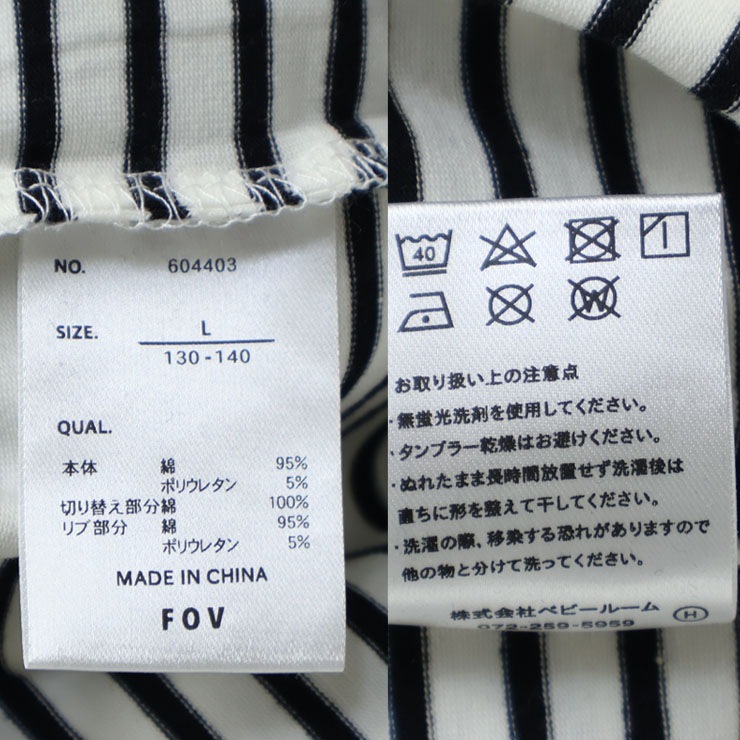 NO. 604403
SIZE. L
130-140
QUAL.
本体 綿 95%
ポリウレタン 5%
切り替え部分 綿 100%
リブ部分 綿 95%
ポリウレタン 5%
MADE IN CHINA
FOV
40
W
お取り扱い上の注意点
・無蛍光洗剤を使用してください。
・タンブラー乾燥はお避けください。
・ぬれたまま長時間放置せず洗濯後は
直ちに形を整えて干してください。
・洗濯の際、移染する恐れがありますので
他の物と分けて洗ってください。
株式会社ベビールーム H
072-259-5959